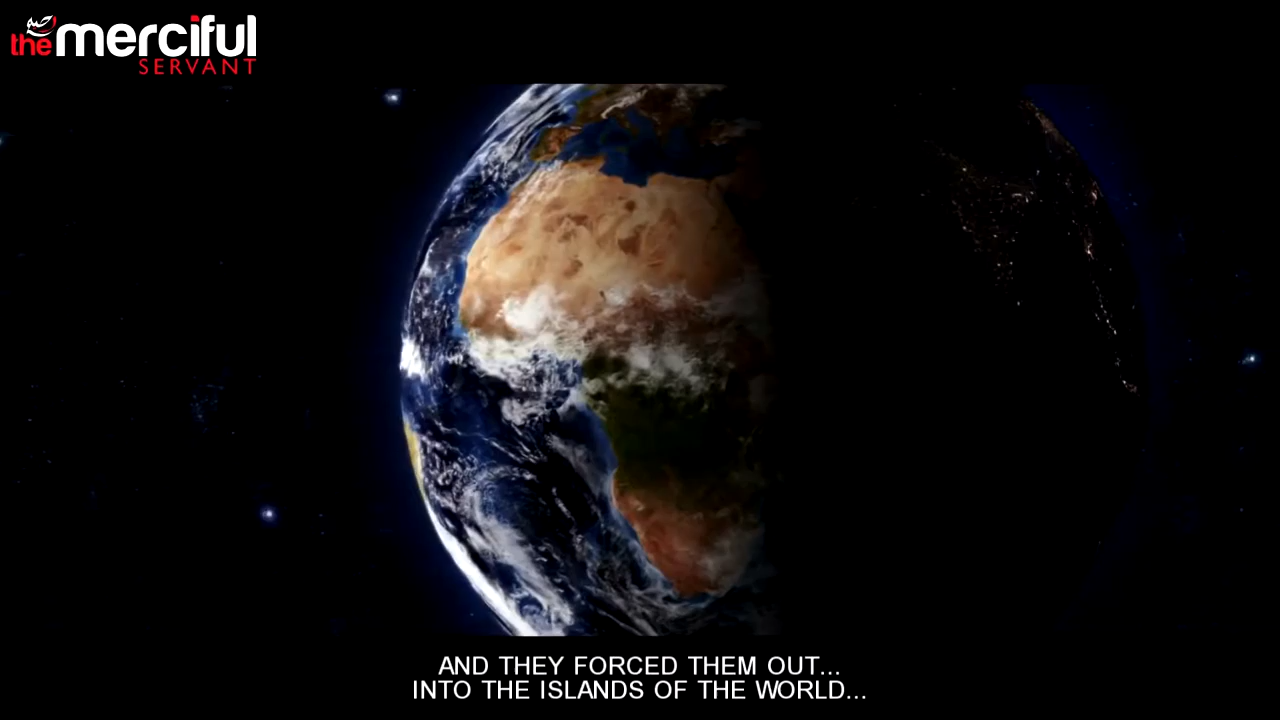 the merciful
SERVANT
AND THEY FORCED THEM OUT...
INTO THE ISLANDS OF THE WORLD...